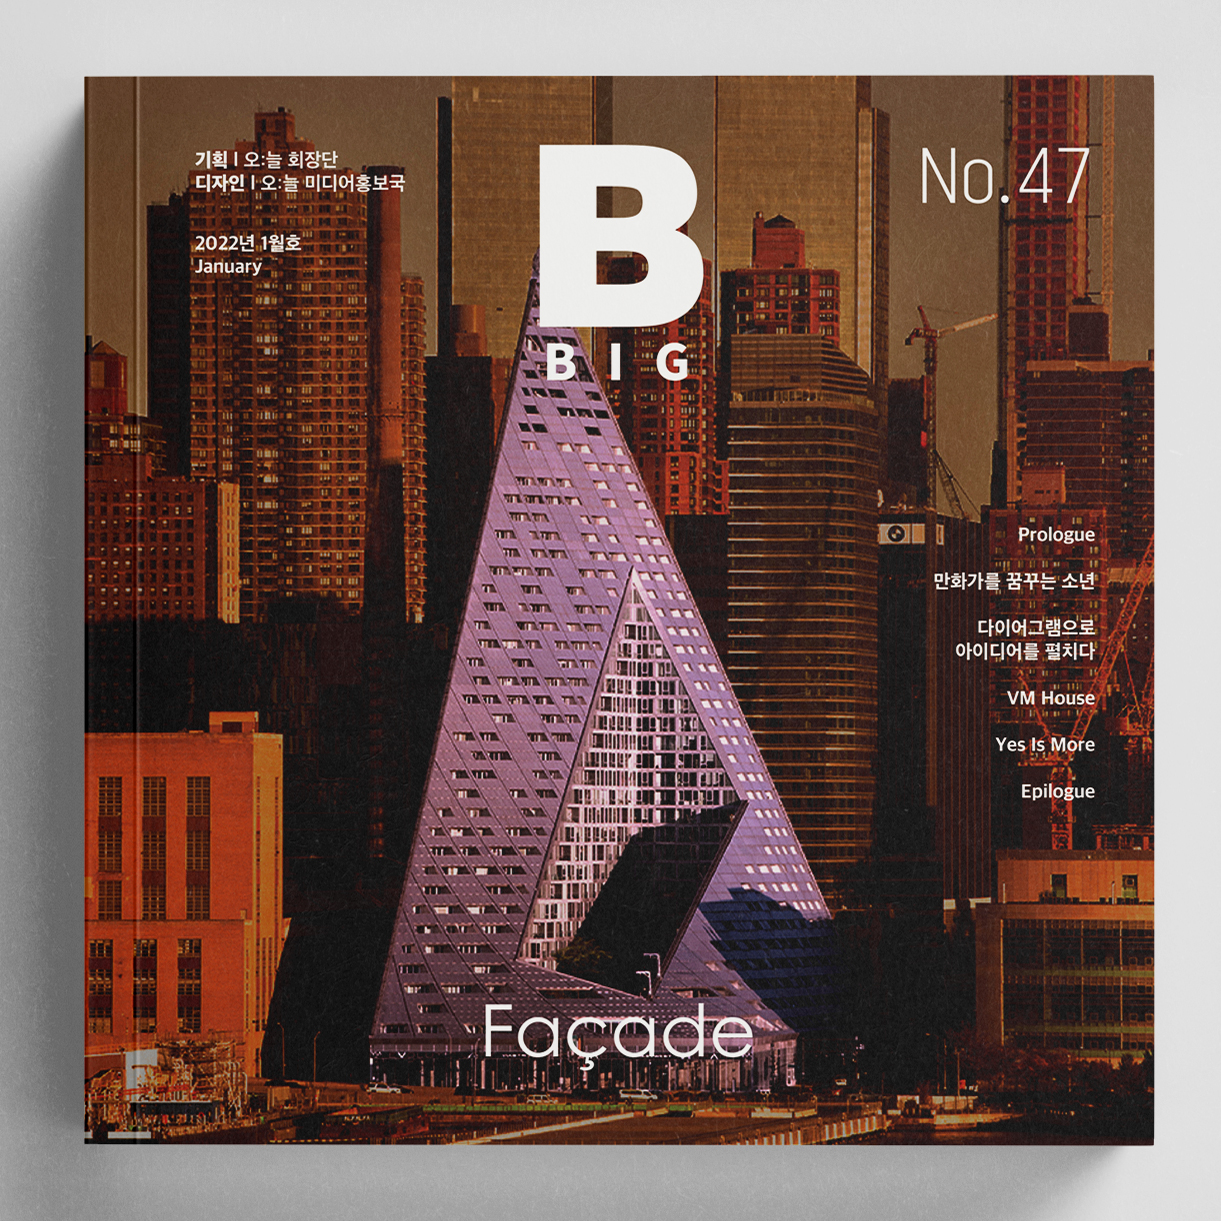 기획 | 오:늘 회장단
디자인 | 오:늘 미디어홍보국
2022년 1월호
January
B
BIG
No.47
Prologue
만화가를 꿈꾸는 소년
다이어그램으로
아이디어를 펼치다
VM House
Yes Is More
Epilogue
Façade